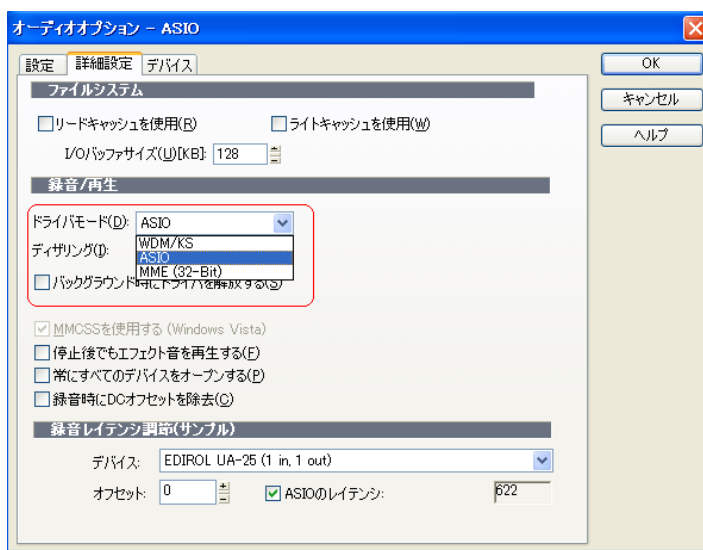 オーディオオプション - ASIO
設定 詳細設定 デバイス
OK
キャンセル
ヘルプ
ファイルシステム
リードキャッシュを使用(R) ライトキャッシュを使用(W)
I/Oバッファサイズ(U)[KB]: 128
録音/再生
ドライバモード(D): ASIO
WDM/KS
ディザリング(I): ASIO
MME (32-Bit)
バックグラウンド時にドライバを解放する(S)
MMCSSを使用する (Windows Vista)
停止後でもエフェクト音を再生する(F)
常にすべてのデバイスをオープンする(P)
録音時にDCオフセットを除去(C)
録音レイテンシ調節(サンプル)
デバイス: EDIROL UA-25 (1 in, 1 out)
オフセット: 0 ASIOのレイテンシ: 622